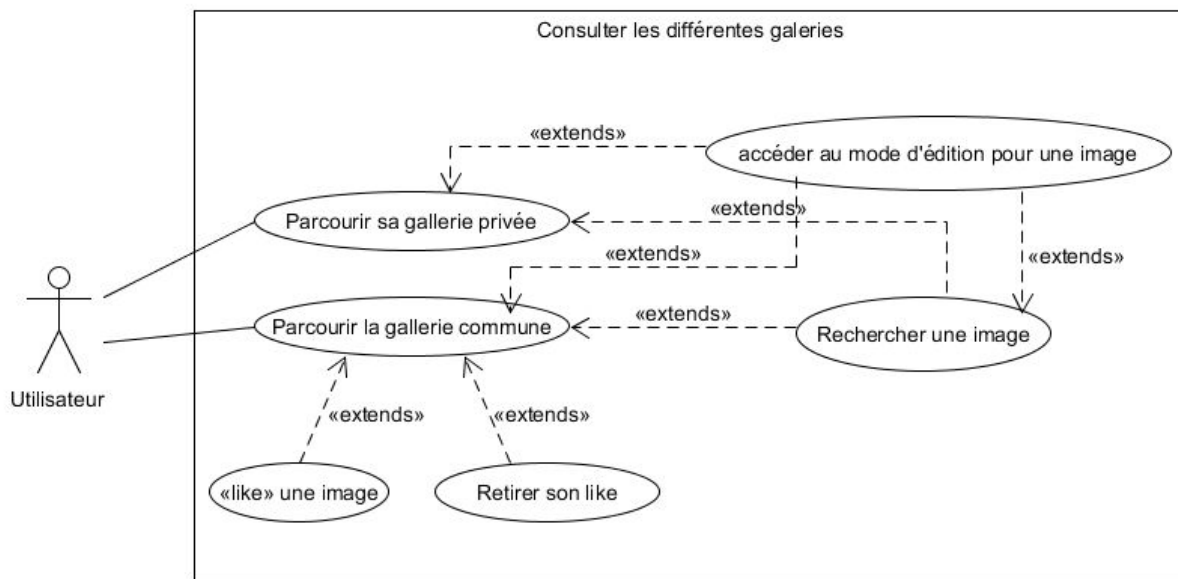 Consulter les différentes galeries
«extends»
accéder au mode d'édition pour une image
«extends»
Parcourir sa gallerie privée
«extends»
«extends»
«extends»
Parcourir la gallerie commune
Rechercher une image
Utilisateur
«extends»
«extends»
«like» une image
Retirer son like